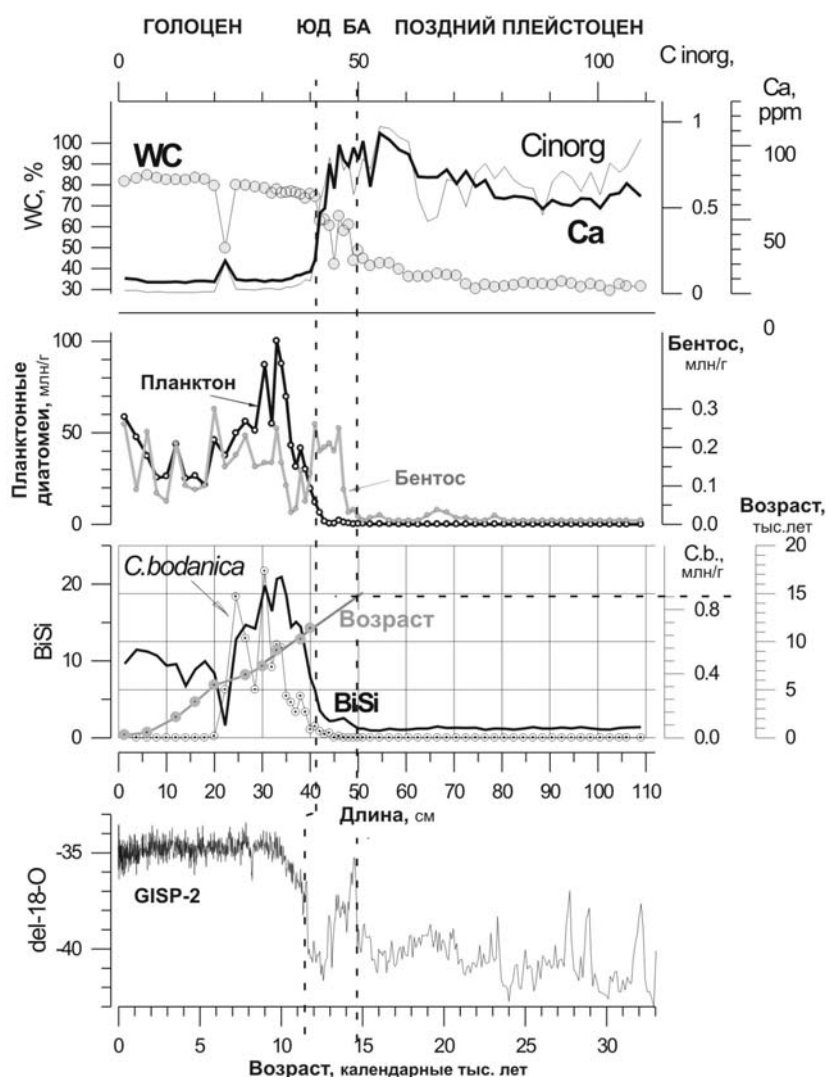 ГОЛОЦЕН ЮД БА ПОЗДНИЙ ПЛЕЙСТОЦЕН
0 50 100 C inorg,
Ca,
ppm
WC, %
100
90
80
70
60
50
40
30
WC
Cinorg
Ca
1
0.5
0
100
50
0
Планктонные
диатомеи, млн/г
100
50
0
Планктон
Бентос
Бентос,
млн/г
0.3
0.2
0.1
0.0
Возраст,
тыс.лет
20
15
10
5
0
BiSi
20
10
0
C.bodanica
Возраст
BiSi
C.b.,
млн/г
0.8
0.4
0.0
0 10 20 30 40 50 60 70 80 90 100 110
Длина, см
del-18-O
-35
-40
GISP-2
0 5 10 15 20 25 30
Возраст, календарные тыс. лет